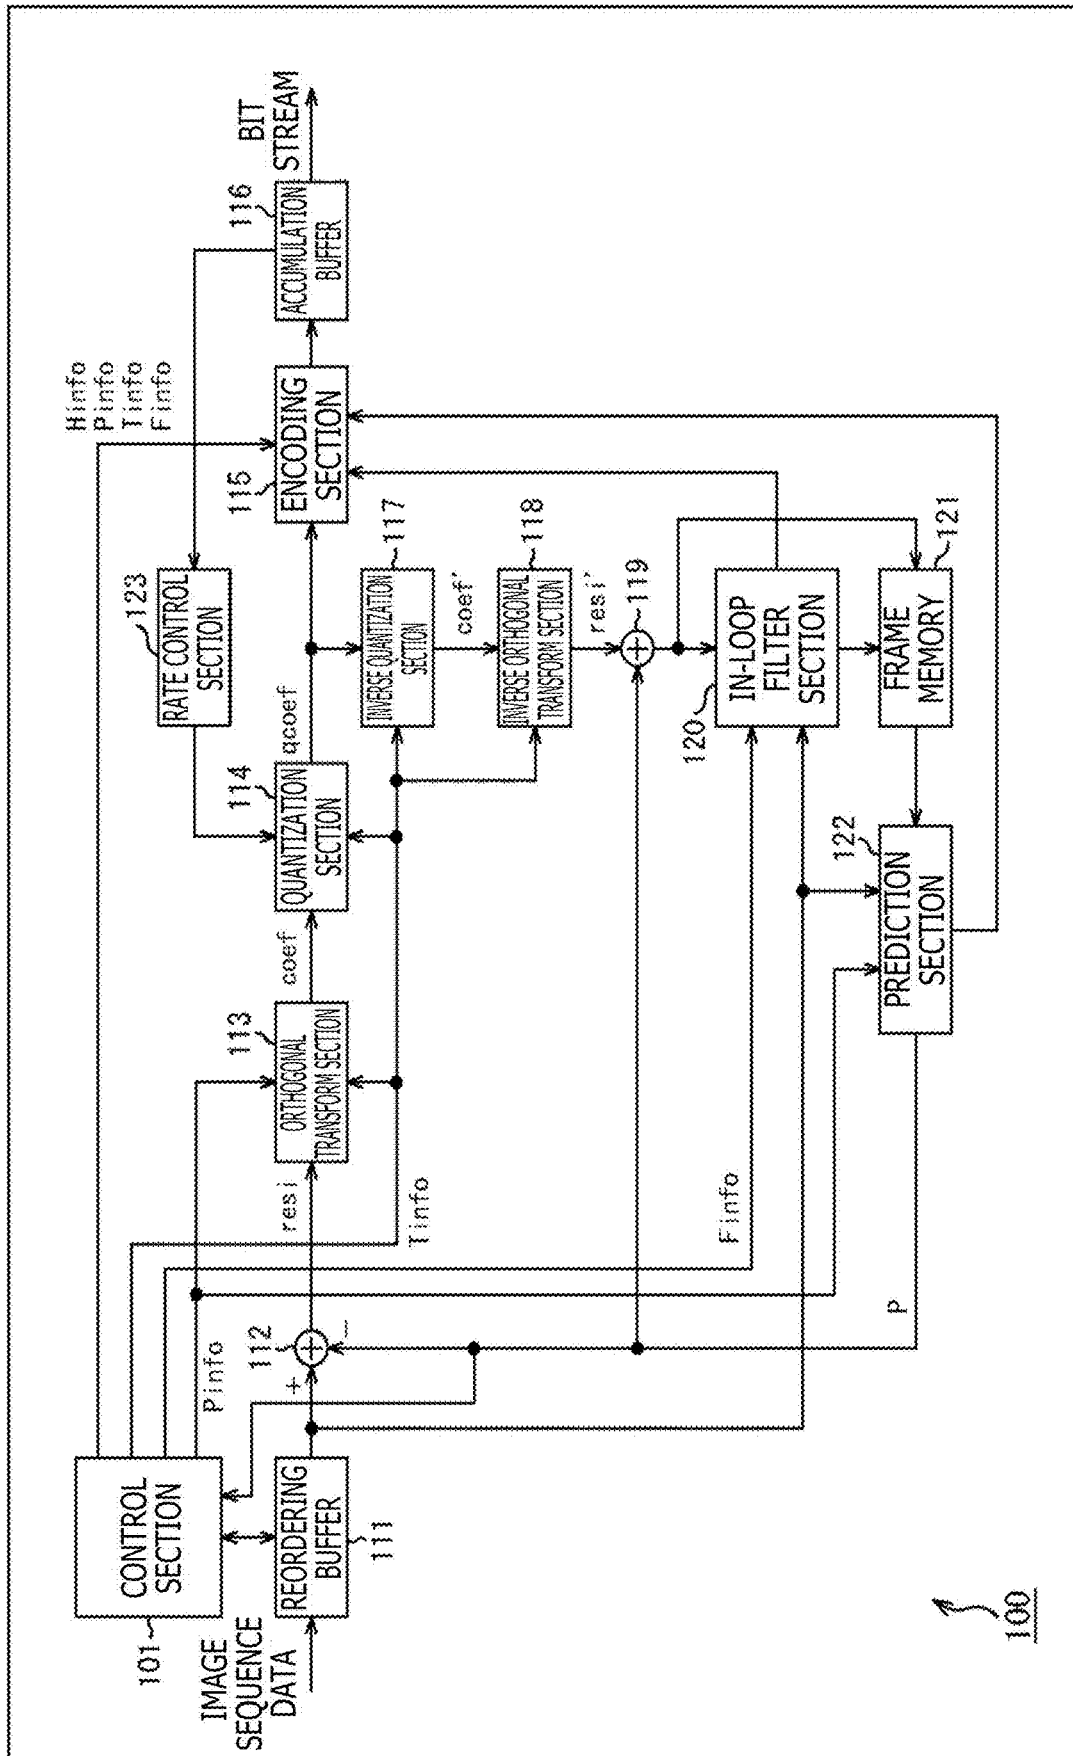 Hinfo
Pinfo
Tinfo
Finfo
101
CONTROL
SECTION
Pinfo
123
RATE CONTROL
SECTION
IMAGE
SEQUENCE
DATA
REORDERING
BUFFER
111
112
+
−
resi
113
ORTHOGONAL
TRANSFORM SECTION
coef
114
QUANTIZATION
SECTION
qcoef
115
ENCODING
SECTION
116
ACCUMULATION
BUFFER
BIT
STREAM
Tinfo
117
INVERSE QUANTIZATION
SECTION
coef'
118
INVERSE ORTHOGONAL
TRANSFORM SECTION
resi'
119
Finfo
120
IN-LOOP
FILTER
SECTION
121
FRAME
MEMORY
122
PREDICTION
SECTION
P
100